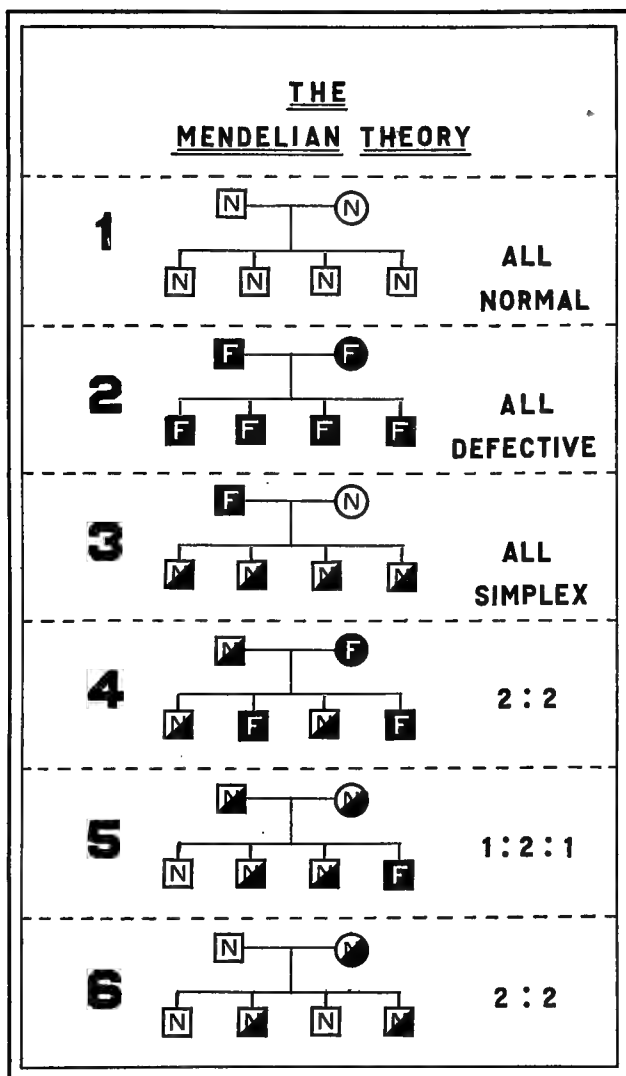 THE
MENDELIAN THEORY
1
N N
N N N N
ALL
NORMAL
2
F F
F F F F
ALL
DEFECTIVE
3
F N
N N N N
ALL
SIMPLEX
4
N F
N F N F
2:2
5
N N
N N N F
1:2:1
6
N N
N N N N
2:2